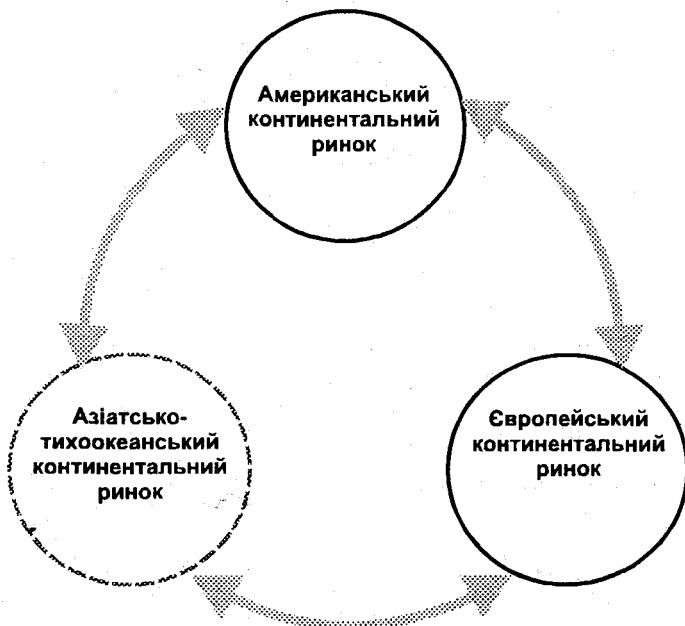 Американський
континентальний
ринок
Азіатсько-
тихоокеанський
континентальний
ринок
Європейський
континентальний
ринок